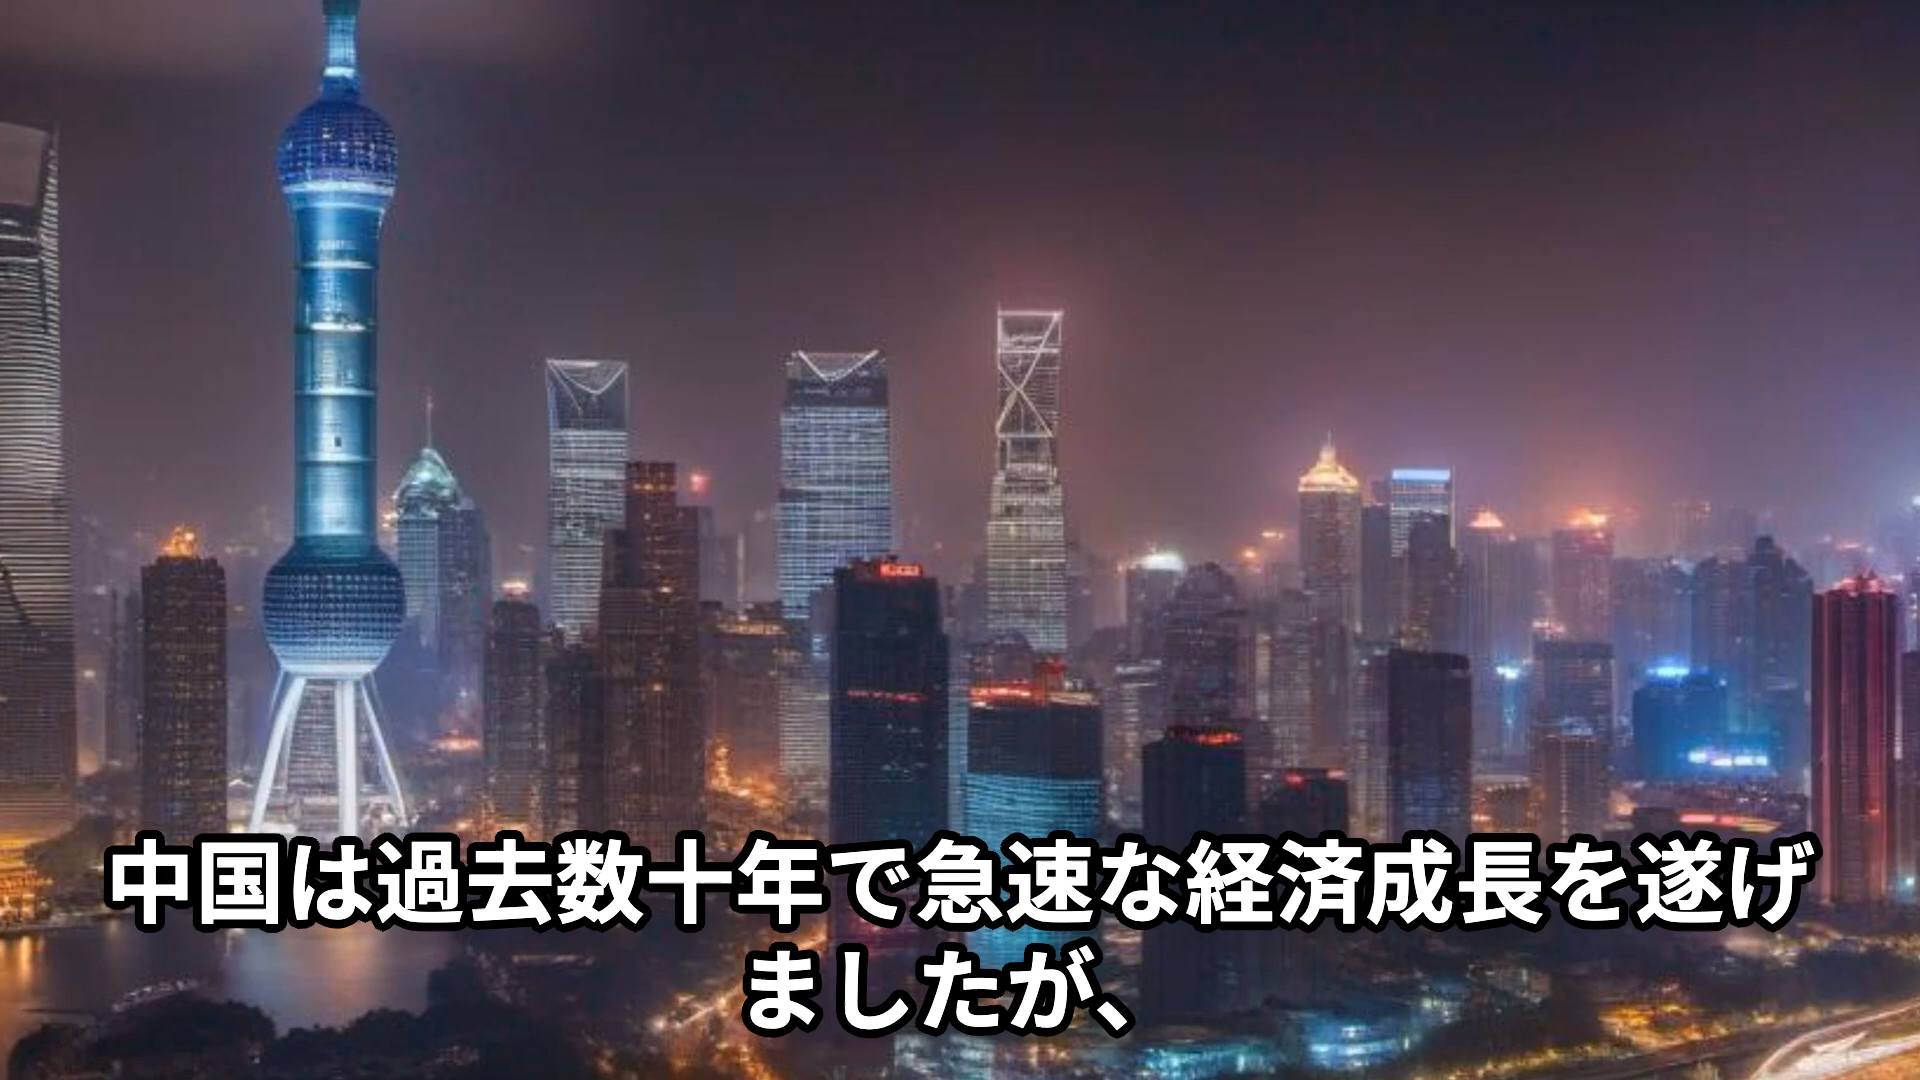 中国は過去数十年で急速な経済成長を遂げ
ましたが、